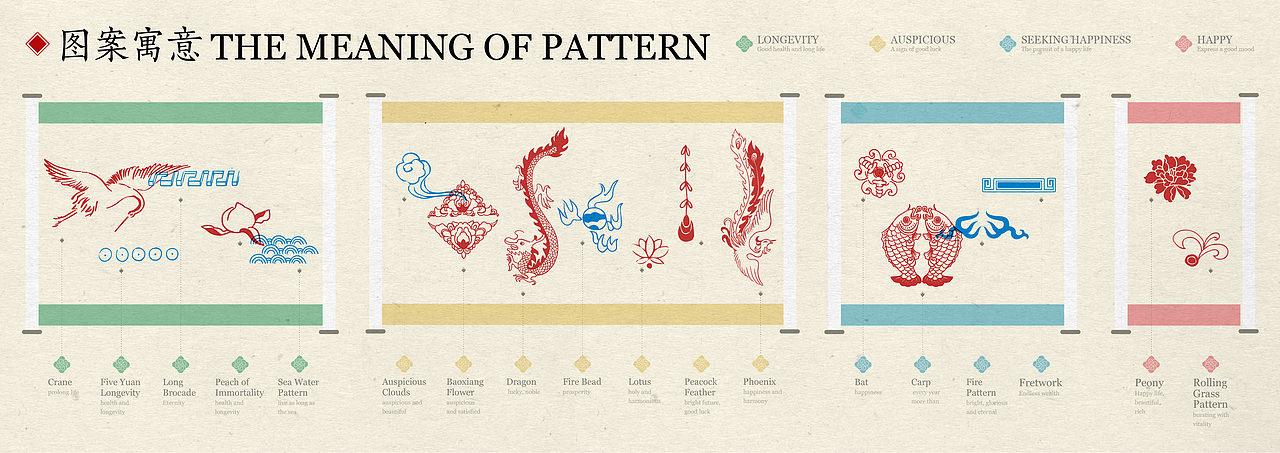 图案寓意 THE MEANING OF PATTERN
LONGEVITY
Good health and long life
AUSPICIOUS
A sign of good luck
SEEKING HAPPINESS
The pursuit of a happy life
HAPPY
Express a good mood
Crane
prolong life
Five Yuan
Longevity
health and
longevity
Long
Brocade
Eternity
Peach of
Immortality
health and
longevity
Sea Water
Pattern
live as long as
the sea
Auspicious
Clouds
auspicious and
beautiful
Baoxiang
Flower
auspicious
and satisfied
Dragon
lucky, noble
Fire Bead
prosperity
Lotus
holy and
harmonious
Peacock
Feather
bright future,
good luck
Phoenix
happiness and
harmony
Bat
happiness
Carp
every year
more than
Fire
Pattern
bright, glorious
and eternal
Fretwork
Endless wealth
Peony
Happy life,
beautiful,
rich
Rolling
Grass
Pattern
bursting with
vitality